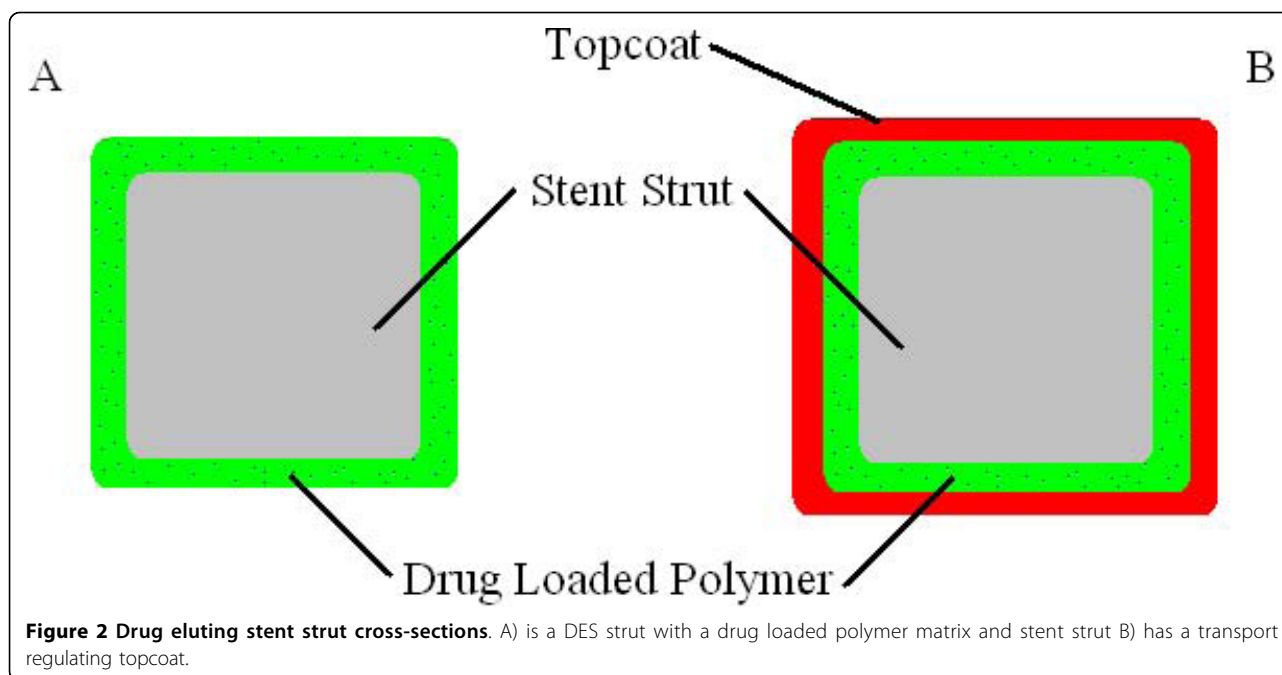 Topcoat
A
B
Stent Strut
Drug Loaded Polymer
Figure 2 Drug eluting stent strut cross-sections. A) is a DES strut with a drug loaded polymer matrix and stent strut B) has a transport
regulating topcoat.